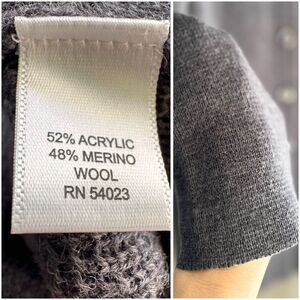 52% ACRYLIC
48% MERINO
WOOL
RN 54023